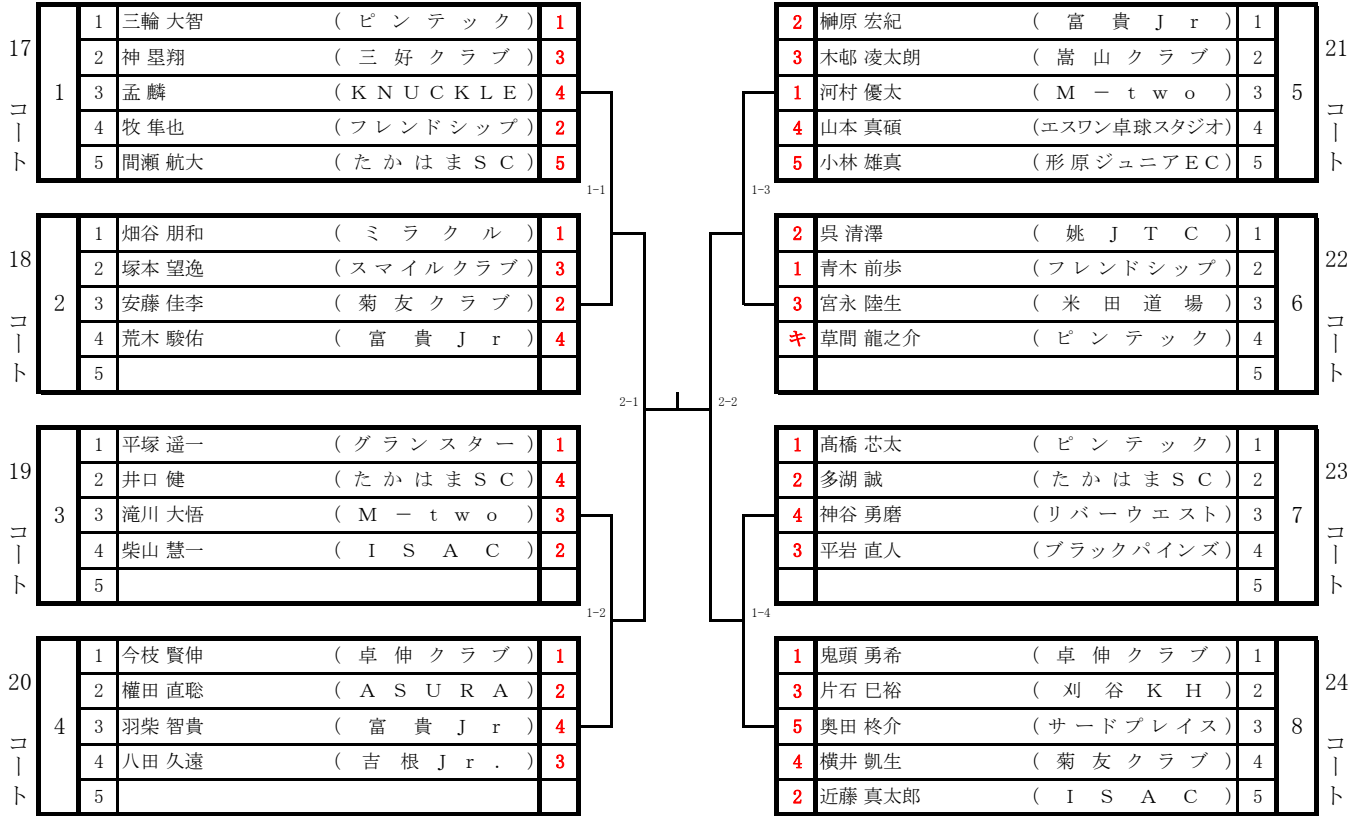 17コート
1
1 三輪 大智 (ピンテック) 1
2 神 塁翔 (三好クラブ) 3
3 孟 麟 (KNUCKLE) 4
4 牧 隼也 (フレンドシップ) 2
5 間瀬 航大 (たかはまSC) 5
1-1
18コート
2
1 畑谷 朋和 (ミラクル) 1
2 塚本 望逸 (スマイルクラブ) 3
3 安藤 佳李 (菊友クラブ) 2
4 荒木 駿佑 (富貴Jr) 4
5
2-1
19コート
3
1 平塚 遥一 (グランスター) 1
2 井口 健 (たかはまSC) 4
3 滝川 大悟 (M－two) 3
4 柴山 慧一 (ISAC) 2
5
1-2
20コート
4
1 今枝 賢伸 (卓伸クラブ) 1
2 權田 直聡 (ASURA) 2
3 羽柴 智貴 (富貴Jr) 4
4 八田 久遠 (吉根Jr.) 3
5
2 榊原 宏紀 (富貴Jr) 1
3 木邨 凌太朗 (嵩山クラブ) 2
1 河村 優太 (M－two) 3
4 山本 真碩 (エスワン卓球スタジオ) 4
5 小林 雄真 (形原ジュニアEC) 5
5
21コート
1-3
2 呉 清澤 (姚JTC) 1
1 青木 前歩 (フレンドシップ) 2
3 宮永 陸生 (米田道場) 3
キ 草間 龍之介 (ピンテック) 4
5
6
22コート
2-2
1 髙橋 芯太 (ピンテック) 1
2 多湖 誠 (たかはまSC) 2
4 神谷 勇磨 (リバーウエスト) 3
3 平岩 直人 (ブラックパインズ) 4
5
7
23コート
1-4
1 鬼頭 勇希 (卓伸クラブ) 1
3 片石 巳裕 (刈谷KH) 2
5 奥田 柊介 (サードプレイス) 3
4 横井 凱生 (菊友クラブ) 4
2 近藤 真太郎 (ISAC) 5
8
24コート